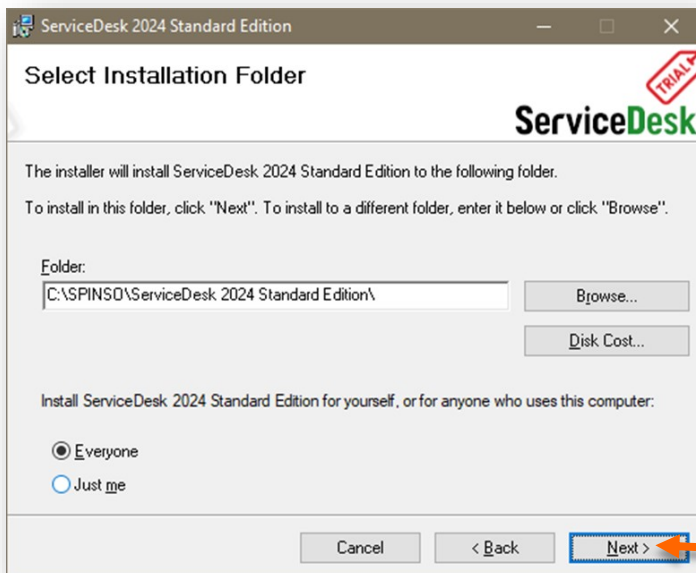 ServiceDesk 2024 Standard Edition
Select Installation Folder
TRIAL
ServiceDesk
The installer will install ServiceDesk 2024 Standard Edition to the following folder.
To install in this folder, click "Next". To install to a different folder, enter it below or click "Browse".
Folder:
C:\SPINSO\ServiceDesk 2024 Standard Edition\
Browse...
Disk Cost...
Install ServiceDesk 2024 Standard Edition for yourself, or for anyone who uses this computer:
Everyone
Just me
Cancel
< Back
Next >